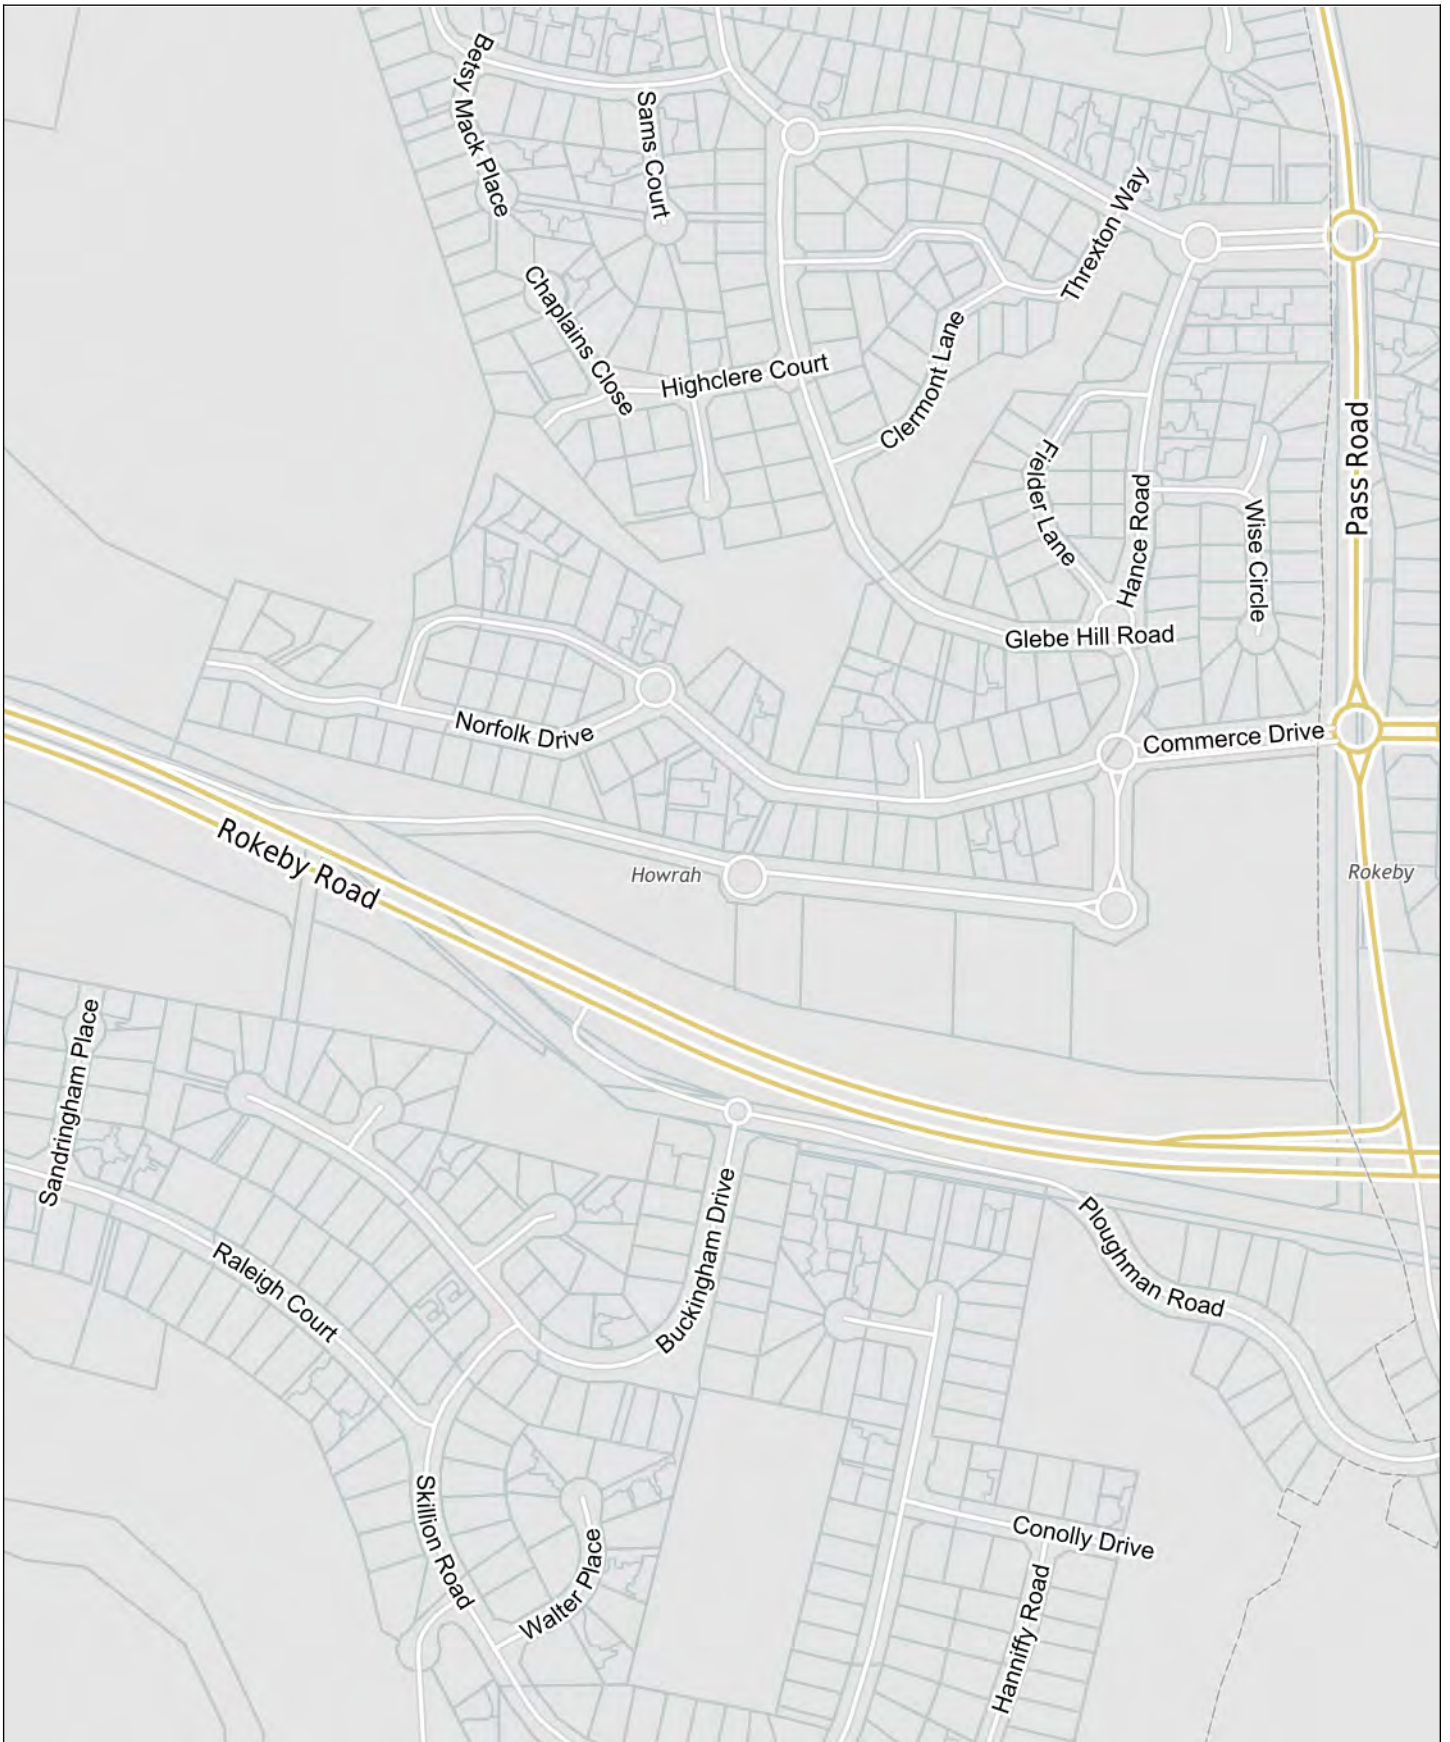 Betsy Mack Place
Sams Court
Threxton Way
Chaplains Close
Highclere Court
Clermont Lane
Fielder Lane
Hance Road
Wise Circle
Pass Road
Glebe Hill Road
Norfolk Drive
Commerce Drive
Rokeby Road
Howrah
Rokeby
Sandringham Place
Buckingham Drive
Ploughman Road
Raleigh Court
Skillion Road
Walter Place
Conolly Drive
Hanniffy Road